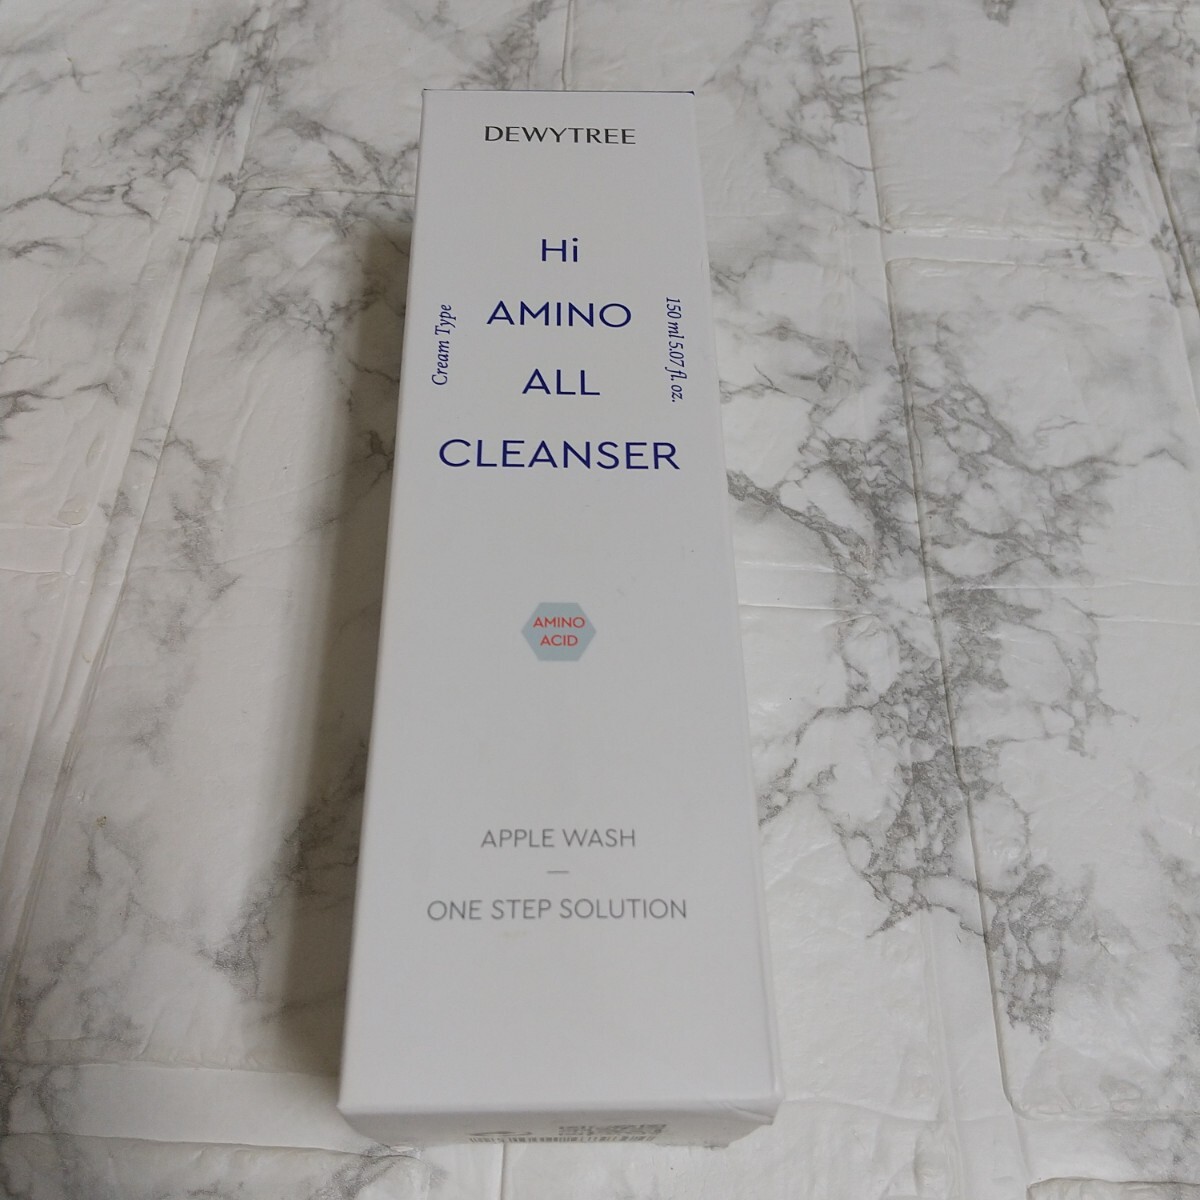 DEWYTREE
Hi
AMINO
ALL
CLEANSER
Cream Type
150 ml 5.07 fl. oz.
AMINO
ACID
APPLE WASH
ONE STEP SOLUTION